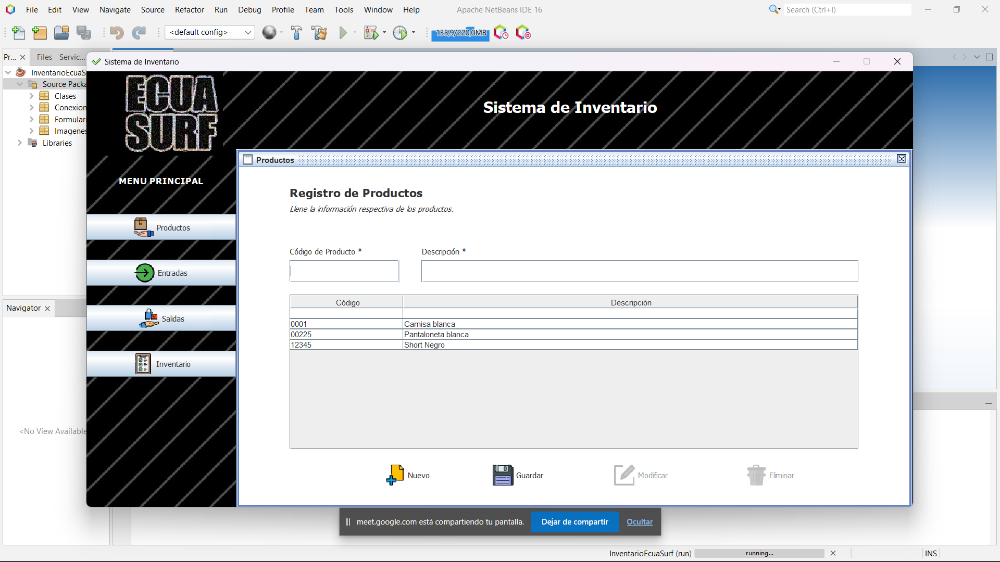 File Edit View Navigate Source Refactor Run Debug Profile Team Tools Window Help Apache NetBeans IDE 16 Search (Ctrl+I)
<default config> 135,9/220,0MB
Pr... Files Servic...
Sistema de Inventario
InventarioEcuaS
Source Packa
Clases
Conexion
Formulari
Imagenes
Libraries
ECUA
SURF
Sistema de Inventario
Productos
MENU PRINCIPAL
Productos
Entradas
Salidas
Inventario
Registro de Productos
Llene la información respectiva de los productos.
Código de Producto * Descripción *
Código Descripción
0001 Camisa blanca
00225 Pantaloneta blanca
12345 Short Negro
Nuevo Guardar Modificar Eliminar
Navigator
<No View Available
meet.google.com está compartiendo tu pantalla. Dejar de compartir Ocultar
InventarioEcuaSurf (run) running... INS